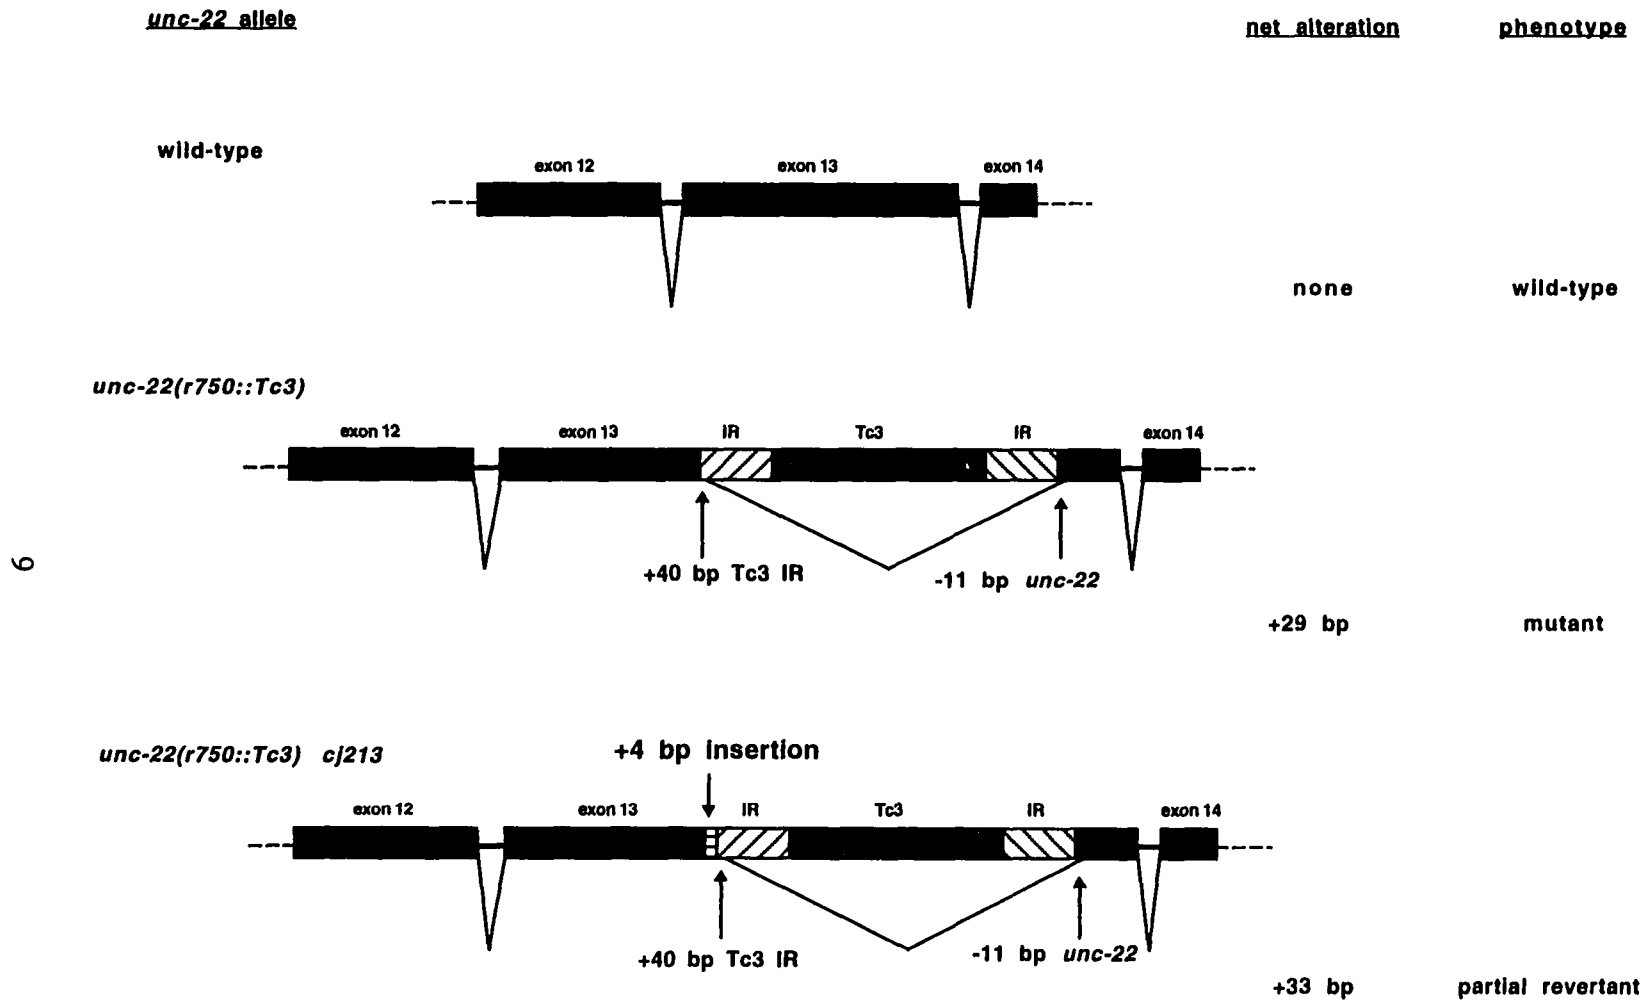 unc-22 allele net alteration phenotype
wild-type
exon 12 exon 13 exon 14
none wild-type
unc-22(r750::Tc3)
exon 12 exon 13 IR Tc3 IR exon 14
+40 bp Tc3 IR -11 bp unc-22
6
+29 bp mutant
unc-22(r750::Tc3) cj213 +4 bp insertion
exon 12 exon 13 IR Tc3 IR exon 14
+40 bp Tc3 IR -11 bp unc-22
+33 bp partial revertant